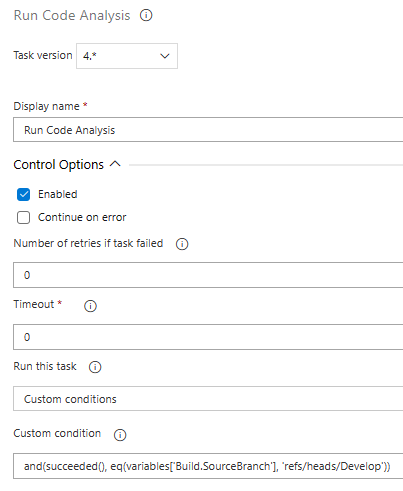 Run Code Analysis
Task version 4.*
Display name *
Run Code Analysis
Control Options
Enabled
Continue on error
Number of retries if task failed
0
Timeout *
0
Run this task
Custom conditions
Custom condition
and(succeeded(), eq(variables['Build.SourceBranch'], 'refs/heads/Develop'))